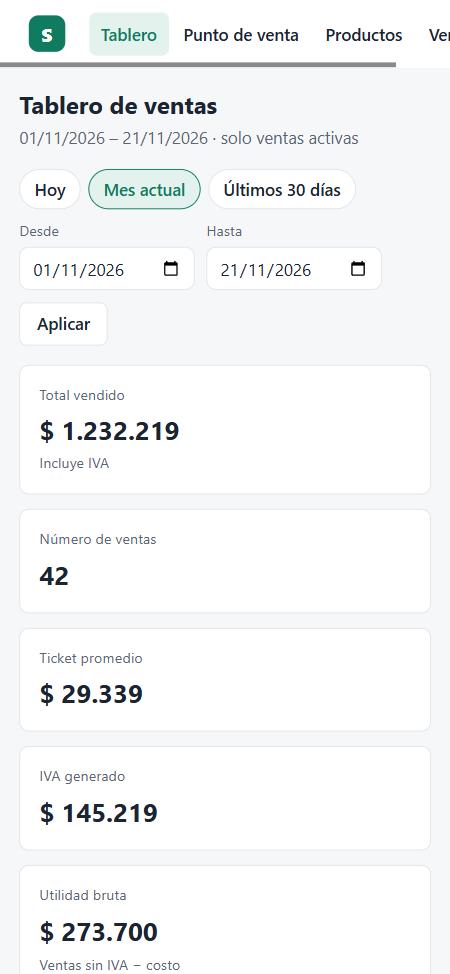 S Tablero Punto de venta Productos Ve
Tablero de ventas
01/11/2026 – 21/11/2026 · solo ventas activas
Hoy Mes actual Últimos 30 días
Desde Hasta
01/11/2026 21/11/2026
Aplicar
Total vendido
$ 1.232.219
Incluye IVA
Número de ventas
42
Ticket promedio
$ 29.339
IVA generado
$ 145.219
Utilidad bruta
$ 273.700
Ventas sin IVA − costo